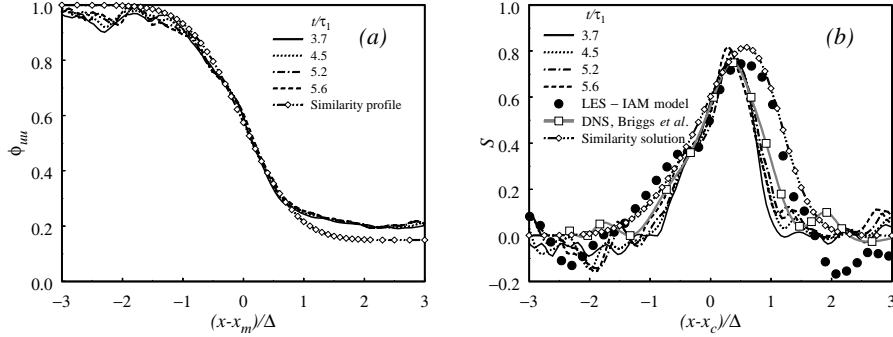 1.0
0.8
0.6
0.4
0.2
0.0
ϕuu
(a)
t/τ1
3.7
4.5
5.2
5.6
Similarity profile
−3 −2 −1 0 1 2 3
(x-xm)/Δ
1.0
0.8
0.6
0.4
0.2
0.0
−0.2
S
(b)
t/τ1
3.7
4.5
5.2
5.6
LES – IAM model
DNS, Briggs et al.
Similarity solution
−3 −2 −1 0 1 2 3
(x-xc)/Δ